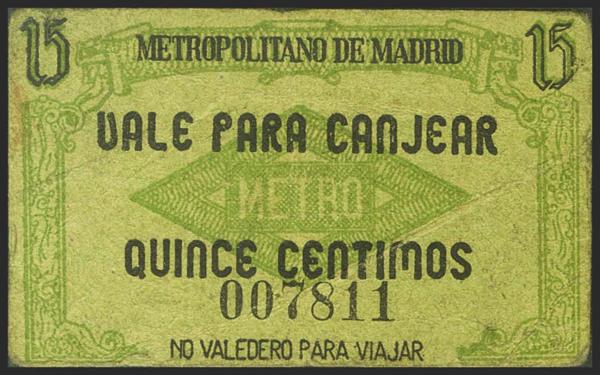 15 METROPOLITANO DE MADRID 15
VALE PARA CANJEAR
METRO
QUINCE CENTIMOS
007811
NO VALEDERO PARA VIAJAR